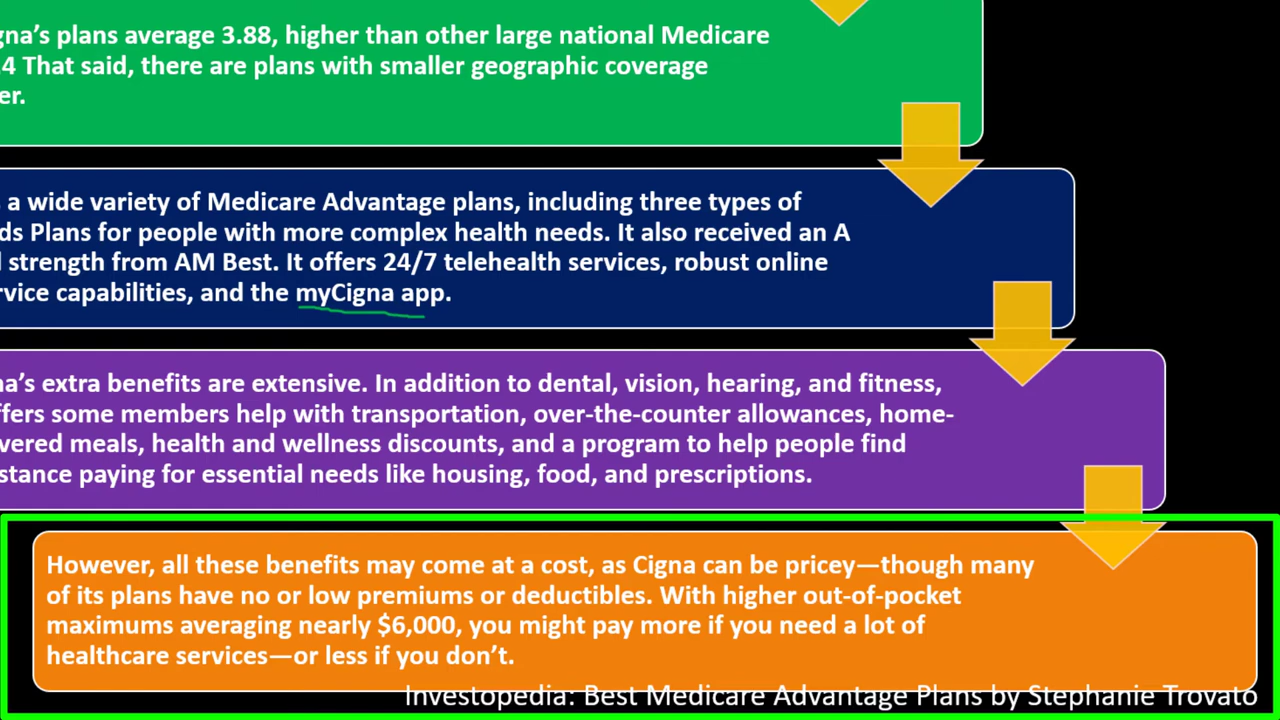 gna's plans average 3.88, higher than other large national Medicare
4 That said, there are plans with smaller geographic coverage
er.
a wide variety of Medicare Advantage plans, including three types of
ds Plans for people with more complex health needs. It also received an A
l strength from AM Best. It offers 24/7 telehealth services, robust online
rvice capabilities, and the myCigna app.
na's extra benefits are extensive. In addition to dental, vision, hearing, and fitness,
ffers some members help with transportation, over-the-counter allowances, home-
vered meals, health and wellness discounts, and a program to help people find
stance paying for essential needs like housing, food, and prescriptions.
However, all these benefits may come at a cost, as Cigna can be pricey—though many
of its plans have no or low premiums or deductibles. With higher out-of-pocket
maximums averaging nearly $6,000, you might pay more if you need a lot of
healthcare services—or less if you don't.
Investopedia: Best Medicare Advantage Plans by Stephanie Trovato